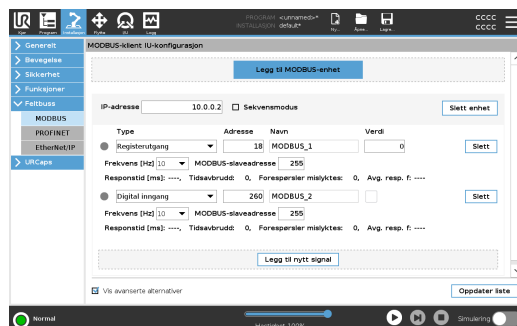 PROGRAM <unnamed>*
INSTALLASJON default*
Kjør Program Installasjon Flytte I/U Logg Ny... Åpne... Lagre...
CCCC
CCCC
Generelt
MODBUS-klient IU-konfigurasjon
Bevegelse
Sikkerhet
Funksjoner
Feltbuss
MODBUS
PROFINET
EtherNet/IP
URCaps
Legg til MODBUS-enhet
IP-adresse 10.0.0.2 Sekvensmodus Slett enhet
Type Adresse Navn Verdi
Registerutgang 18 MODBUS_1 0 Slett
Frekvens [Hz] 10 MODBUS-slaveadresse 255
Responstid [ms]: ----, Tidsavbrudd: 0, Forespørsler mislyktes: 0, Avg. resp. f: ----
Digital inngang 260 MODBUS_2 Slett
Frekvens [Hz] 10 MODBUS-slaveadresse 255
Responstid [ms]: ----, Tidsavbrudd: 0, Forespørsler mislyktes: 0, Avg. resp. f: ----
Legg til nytt signal
Vis avanserte alternativer Oppdater liste
Normal
Hastighet 100%
Simulering